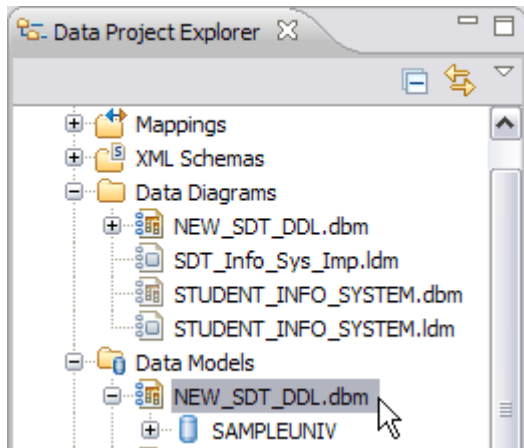 Data Project Explorer
Mappings
XML Schemas
Data Diagrams
NEW_SDT_DDL.dbm
SDT_Info_Sys_Imp.ldm
STUDENT_INFO_SYSTEM.dbm
STUDENT_INFO_SYSTEM.ldm
Data Models
NEW_SDT_DDL.dbm
SAMPLEUNIV